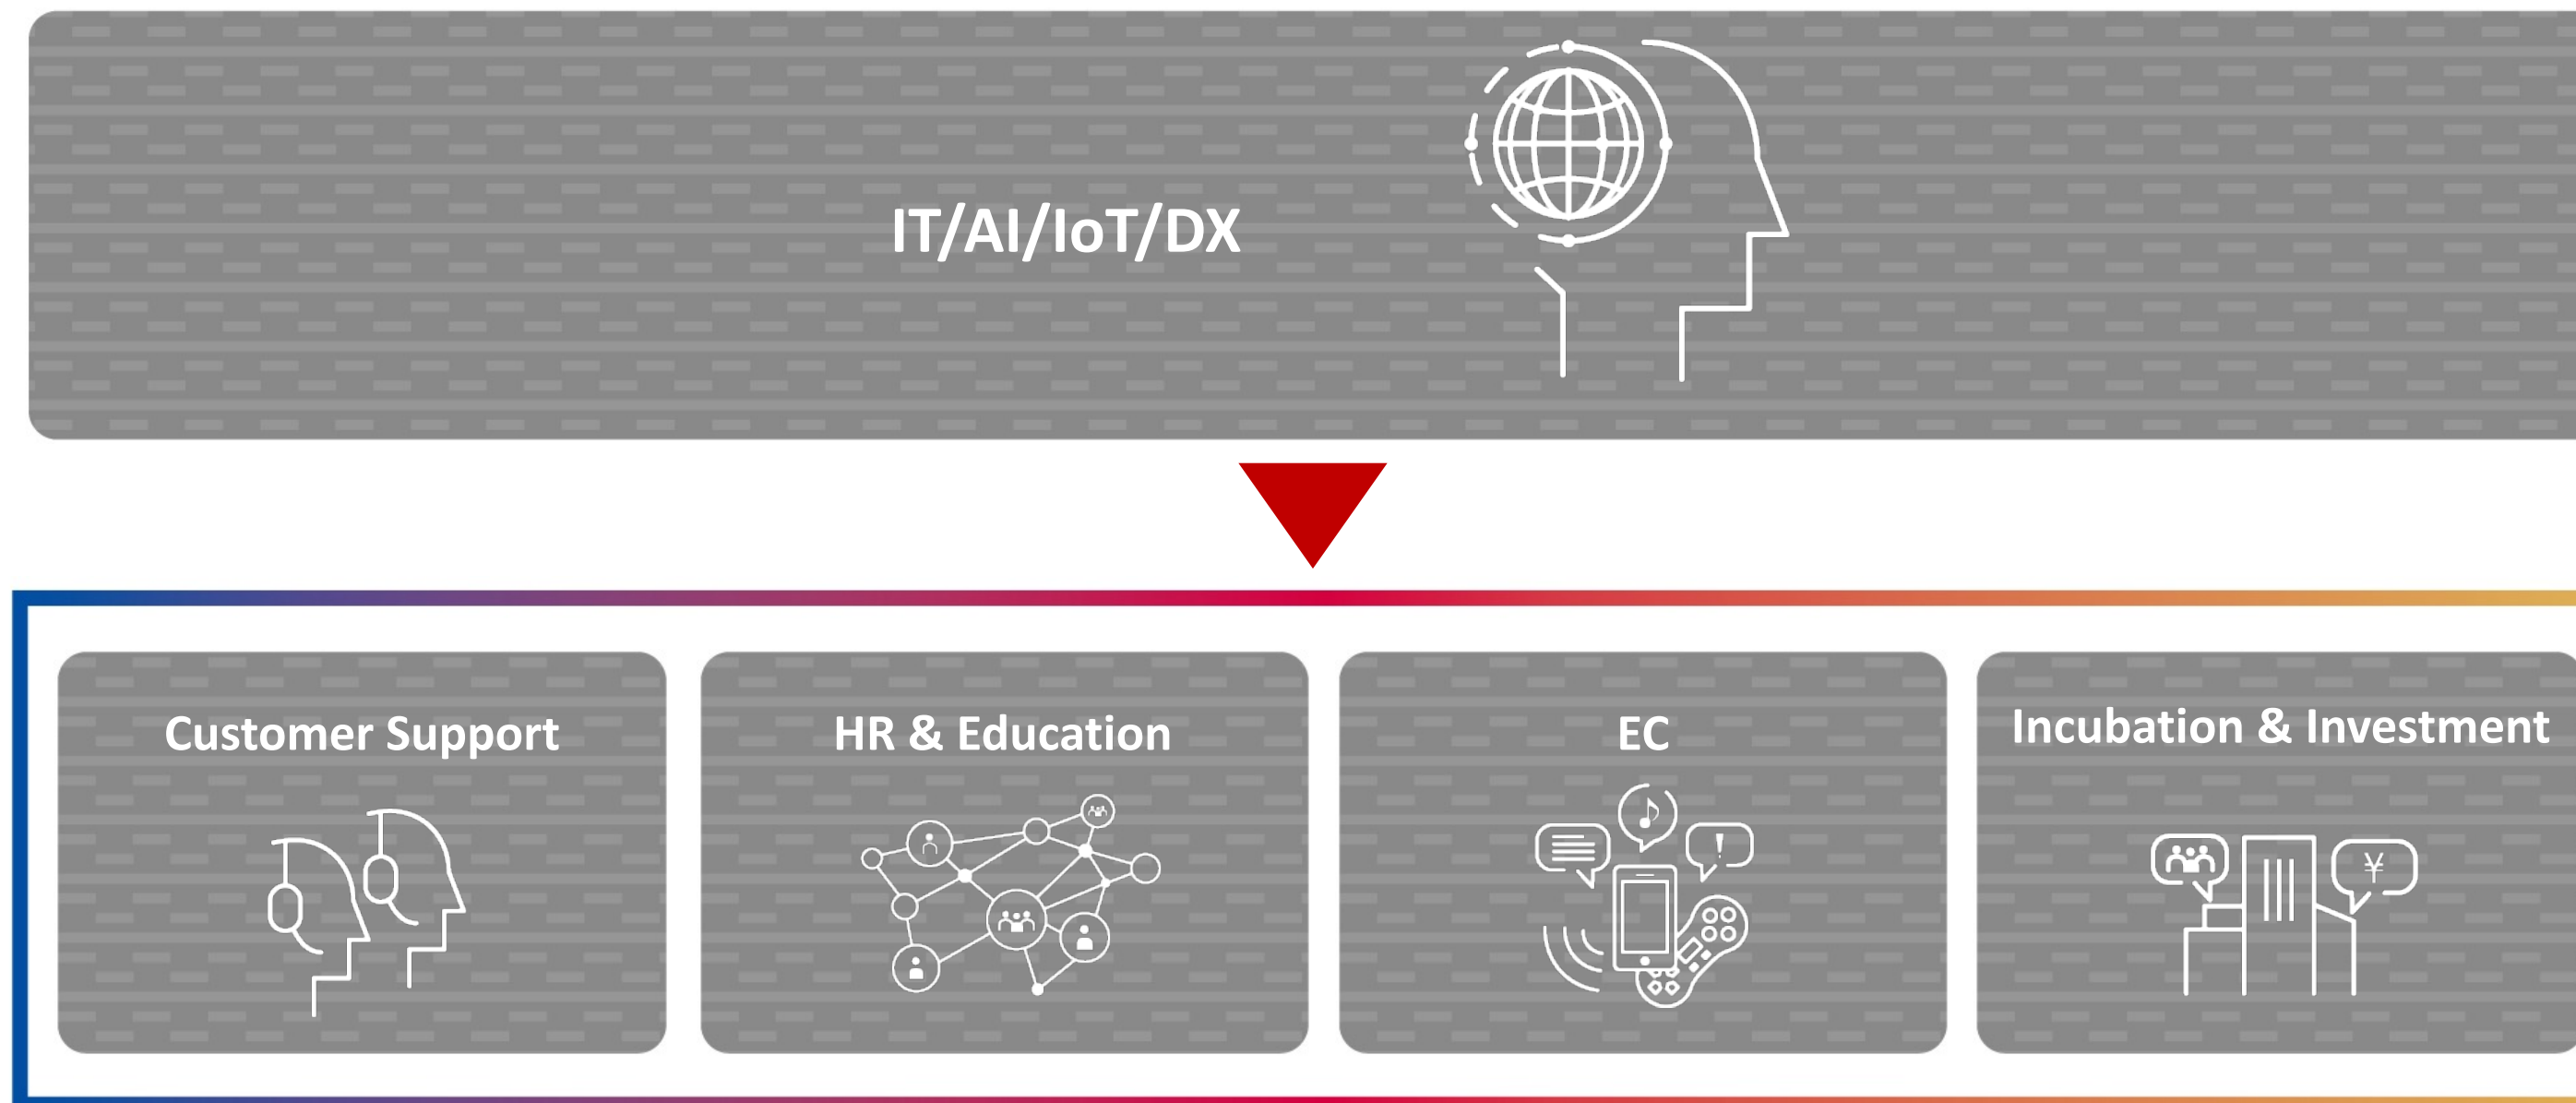 IT/AI/IoT/DX
Customer Support
HR & Education
EC
Incubation & Investment
!
¥